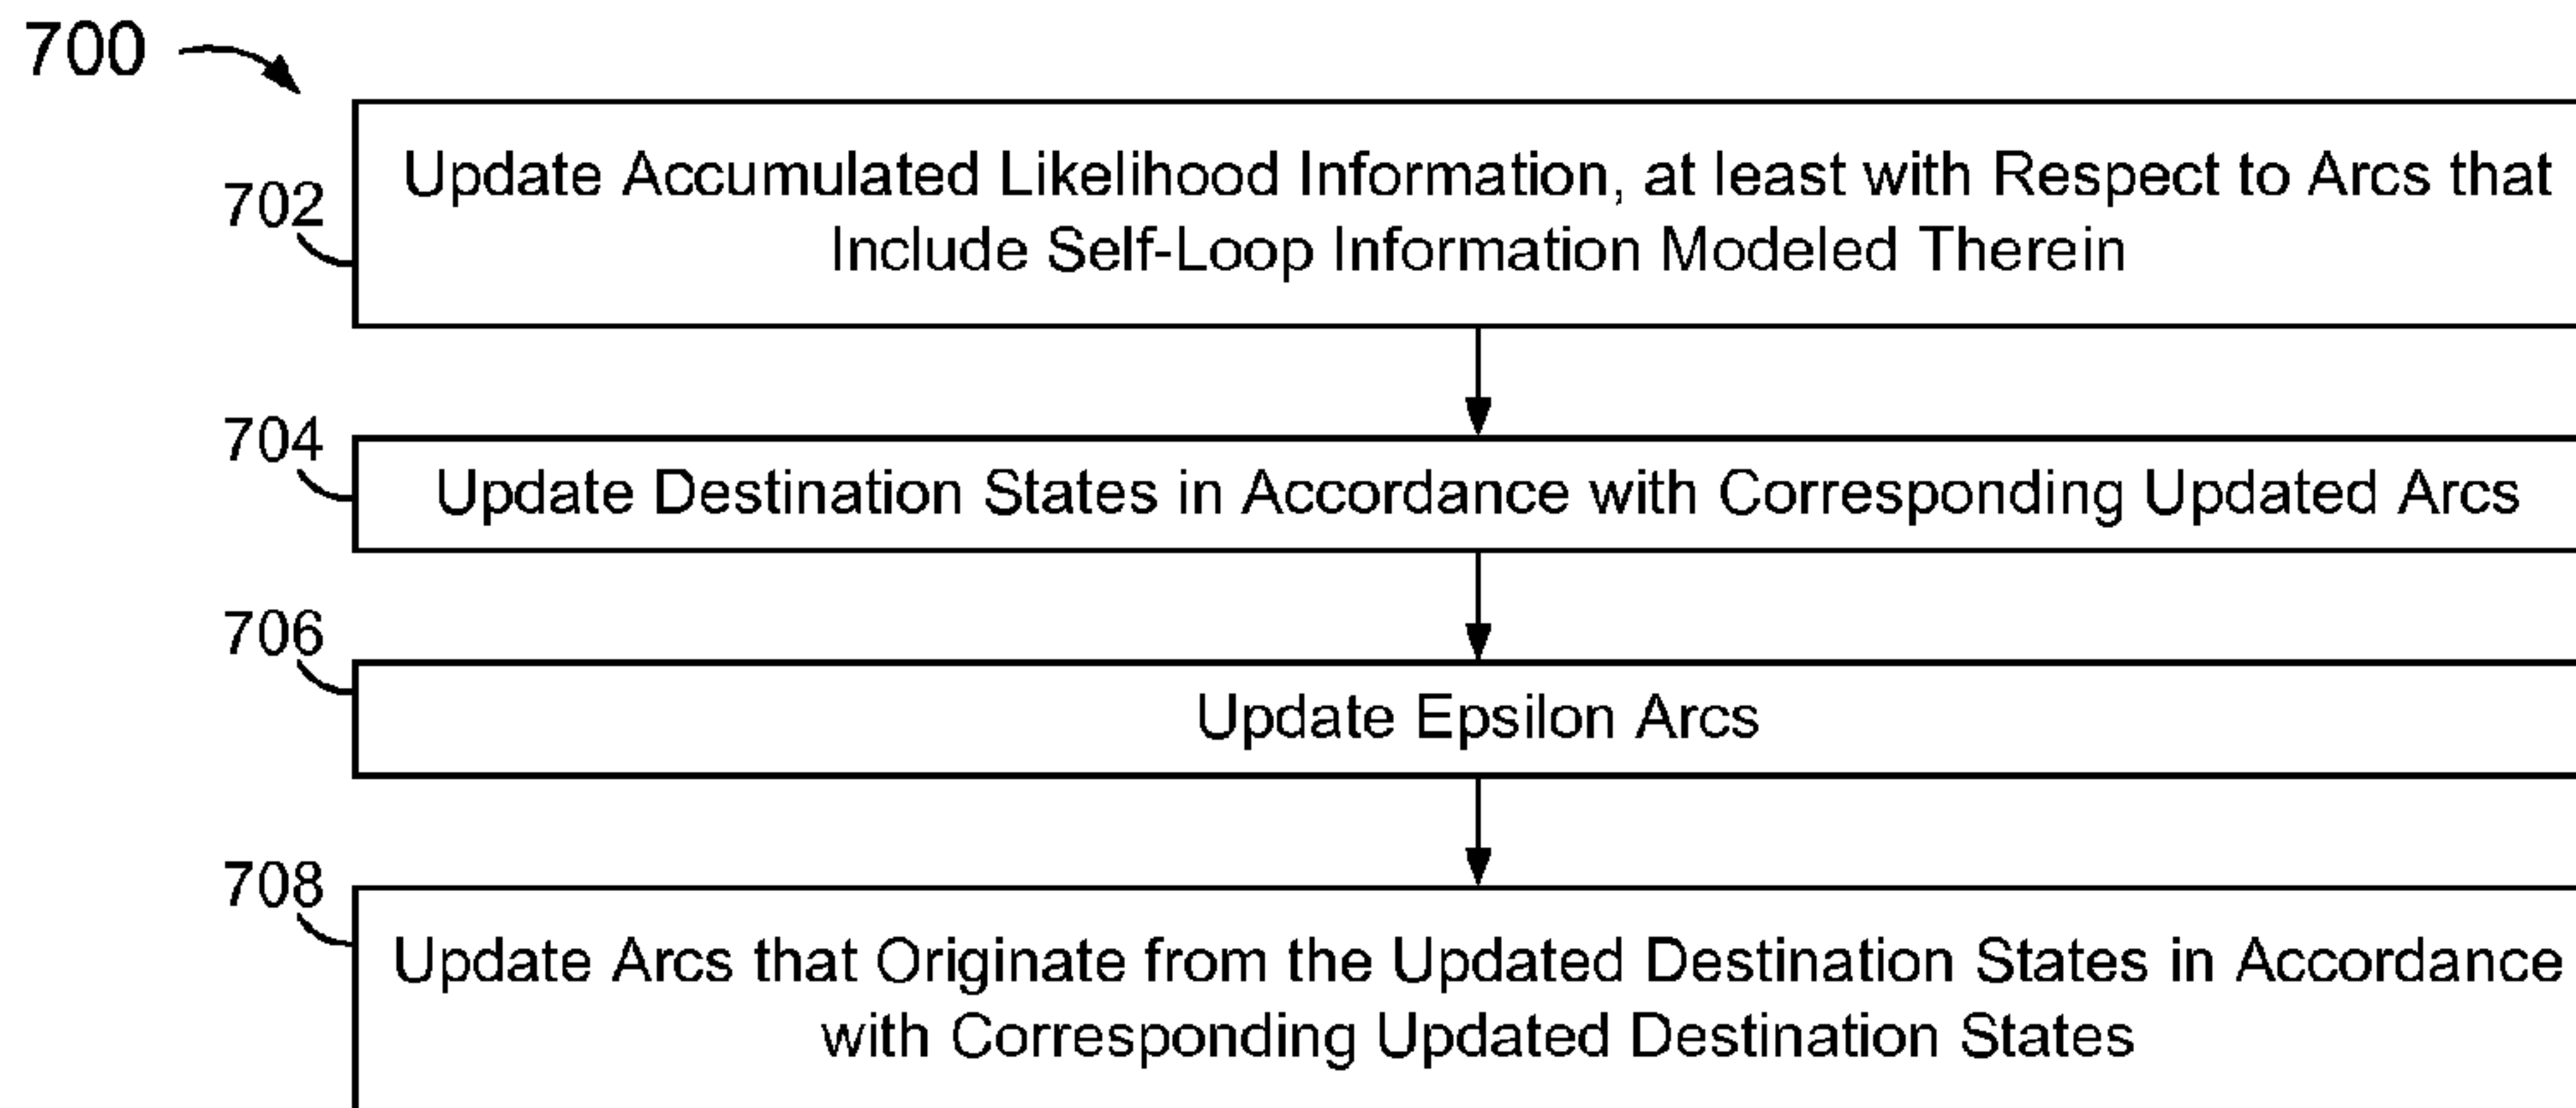 700
702
Update Accumulated Likelihood Information, at least with Respect to Arcs that
Include Self-Loop Information Modeled Therein
704
Update Destination States in Accordance with Corresponding Updated Arcs
706
Update Epsilon Arcs
708
Update Arcs that Originate from the Updated Destination States in Accordance
with Corresponding Updated Destination States